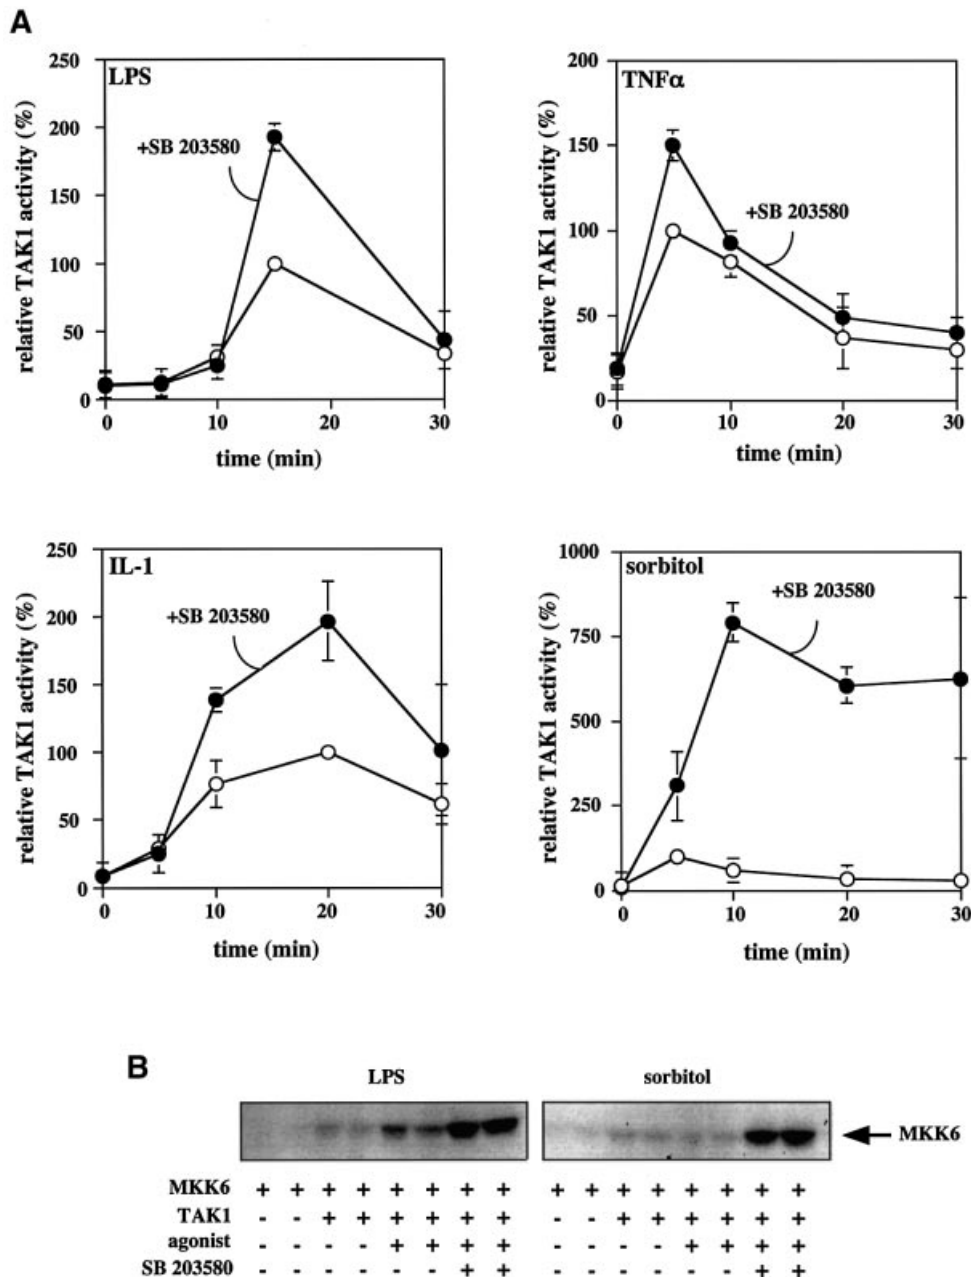 A
LPS
250
200
150
100
50
0
relative TAK1 activity (%)
+SB 203580
0 10 20 30
time (min)
TNFα
200
150
100
50
0
relative TAK1 activity (%)
+SB 203580
0 10 20 30
time (min)
IL-1
250
200
150
100
50
0
relative TAK1 activity (%)
+SB 203580
0 10 20 30
time (min)
sorbitol
1000
750
500
250
0
relative TAK1 activity (%)
+SB 203580
0 10 20 30
time (min)
B
LPS sorbitol
MKK6
MKK6 + + + + + + + + + + + + + + + +
TAK1 - - + + + + + + - - + + + + + +
agonist - - - - + + + + - - - - + + + +
SB 203580 - - - - - - + + - - - - - - + +